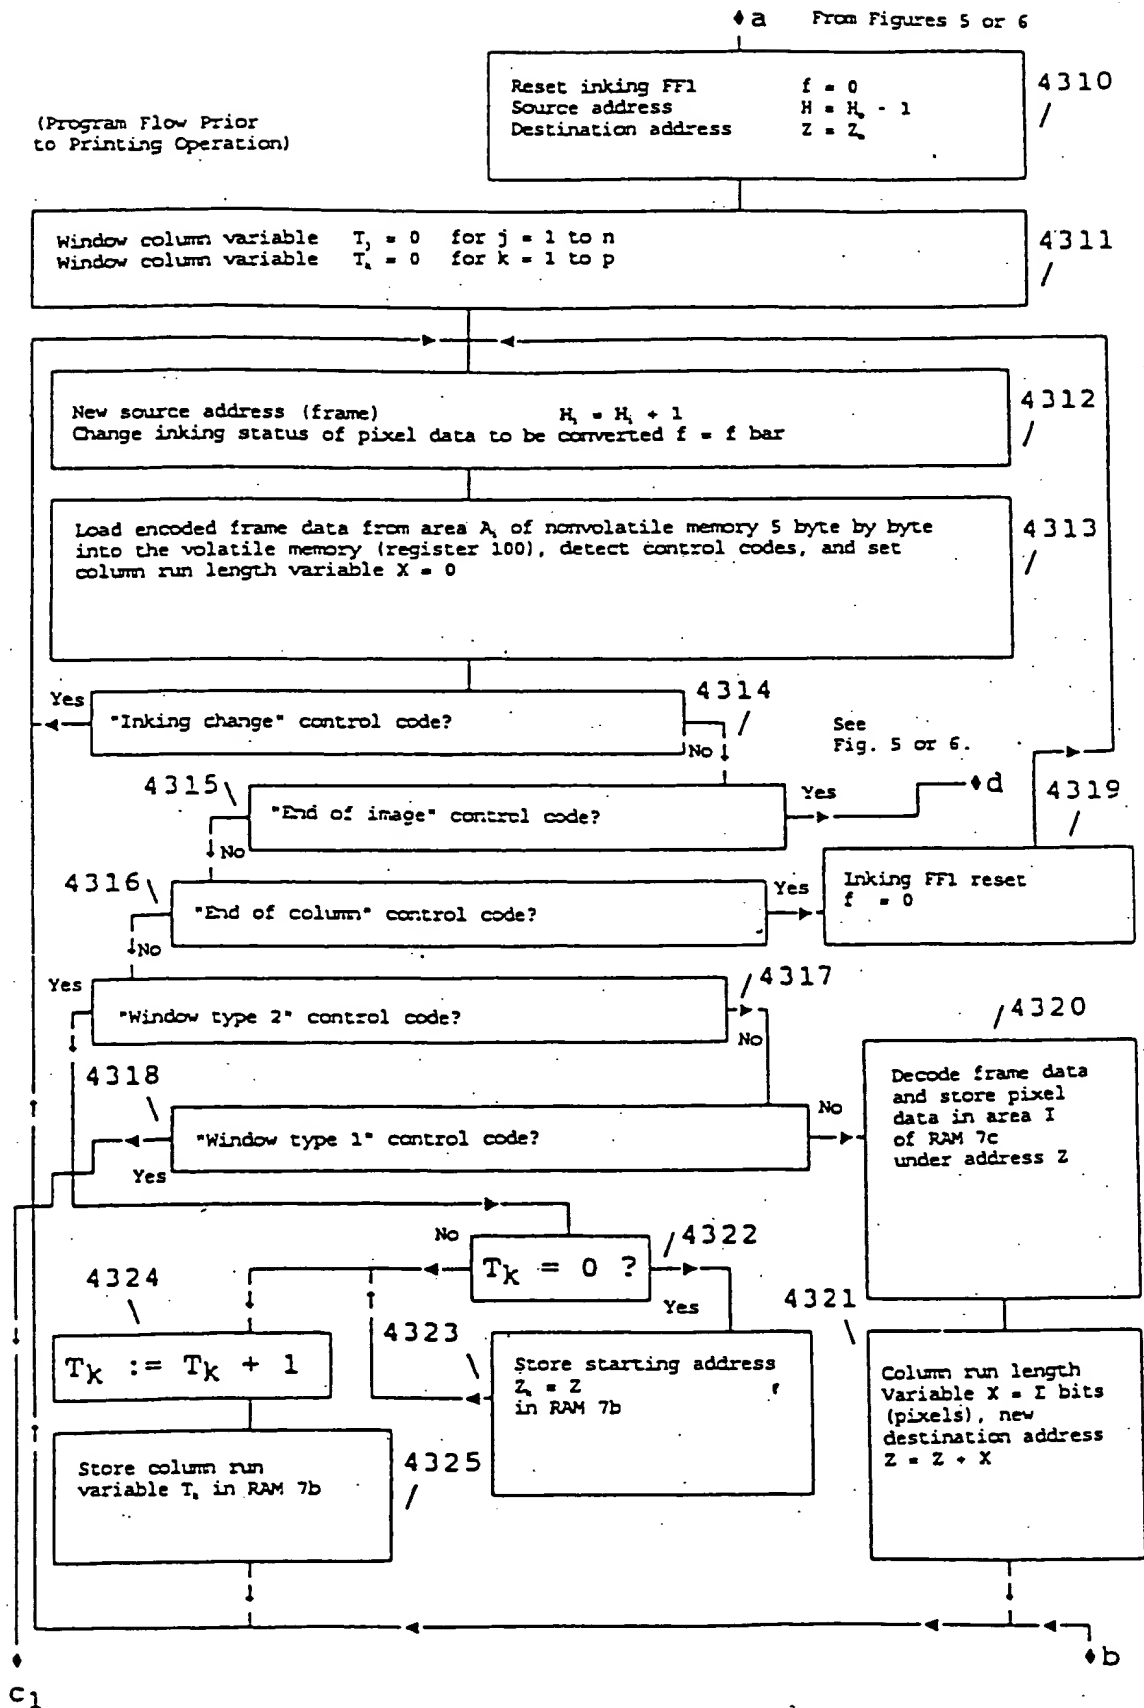 a From Figures 5 or 6
Reset inking FF1 f = 0
Source address H = H₀ - 1
Destination address Z = Z₀
4310
(Program Flow Prior
to Printing Operation)
Window column variable Tⱼ = 0 for j = 1 to n
Window column variable Tₖ = 0 for k = 1 to p
4311
New source address (frame) Hᵢ = Hᵢ + 1
Change inking status of pixel data to be converted f = f bar
4312
Load encoded frame data from area Aᵢ of nonvolatile memory 5 byte by byte
into the volatile memory (register 100), detect control codes, and set
column run length variable X = 0
4313
Yes
"Inking change" control code?
4314
No
See
Fig. 5 or 6.
d
4315
"End of image" control code?
Yes
4319
No
4316
"End of column" control code?
Yes
Inking FF1 reset
f = 0
No
Yes
"Window type 2" control code?
4317
No
4320
4318
"Window type 1" control code?
No
Yes
Decode frame data
and store pixel
data in area I
of RAM 7c
under address Z
No
Tₖ = 0 ?
4322
Yes
4324
Tₖ := Tₖ + 1
4323
Store starting address
Zₖ = Z
in RAM 7b
4321
Column run length
Variable X = Σ bits
(pixels), new
destination address
Z = Z + X
Store column run
variable Tₖ in RAM 7b
4325
b
c1